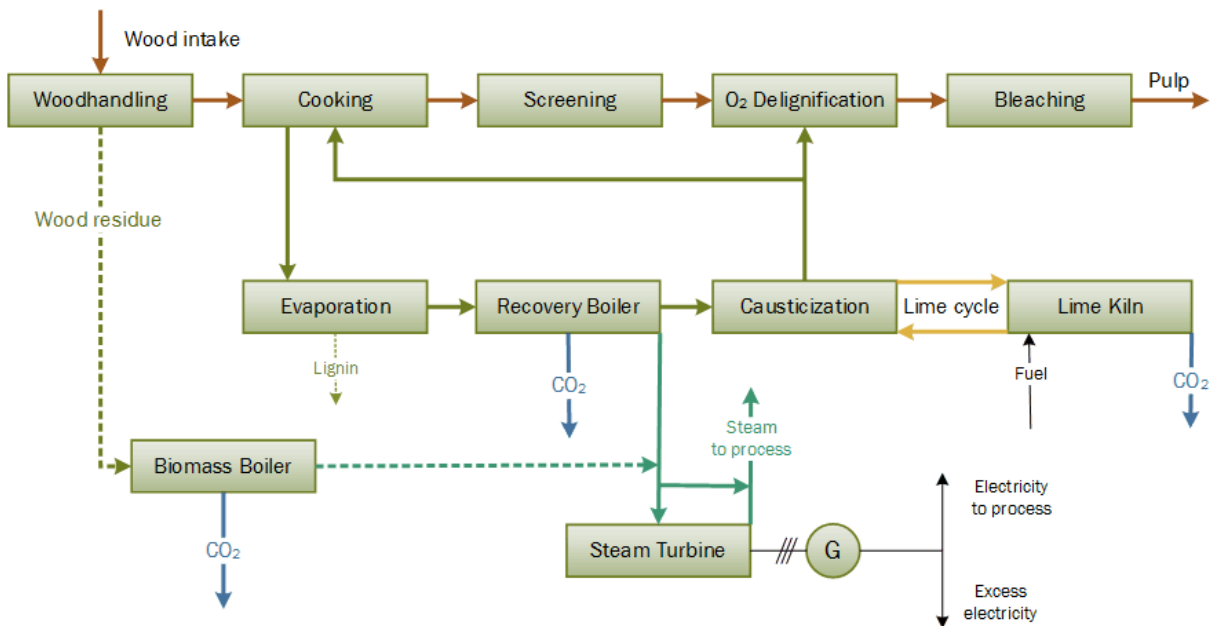 Wood intake
Woodhandling
Cooking
Screening
O₂ Delignification
Bleaching
Pulp
Wood residue
Evaporation
Recovery Boiler
Causticization
Lime cycle
Lime Kiln
Lignin
CO₂
Fuel
CO₂
Steam
to process
Biomass Boiler
CO₂
Steam Turbine
G
Electricity
to process
Excess
electricity